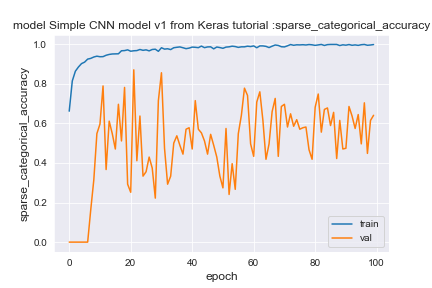 model Simple CNN model v1 from Keras tutorial :sparse_categorical_accuracy
1.0
0.8
0.6
0.4
0.2
0.0
sparse_categorical_accuracy
0
20
40
60
80
100
epoch
train
val